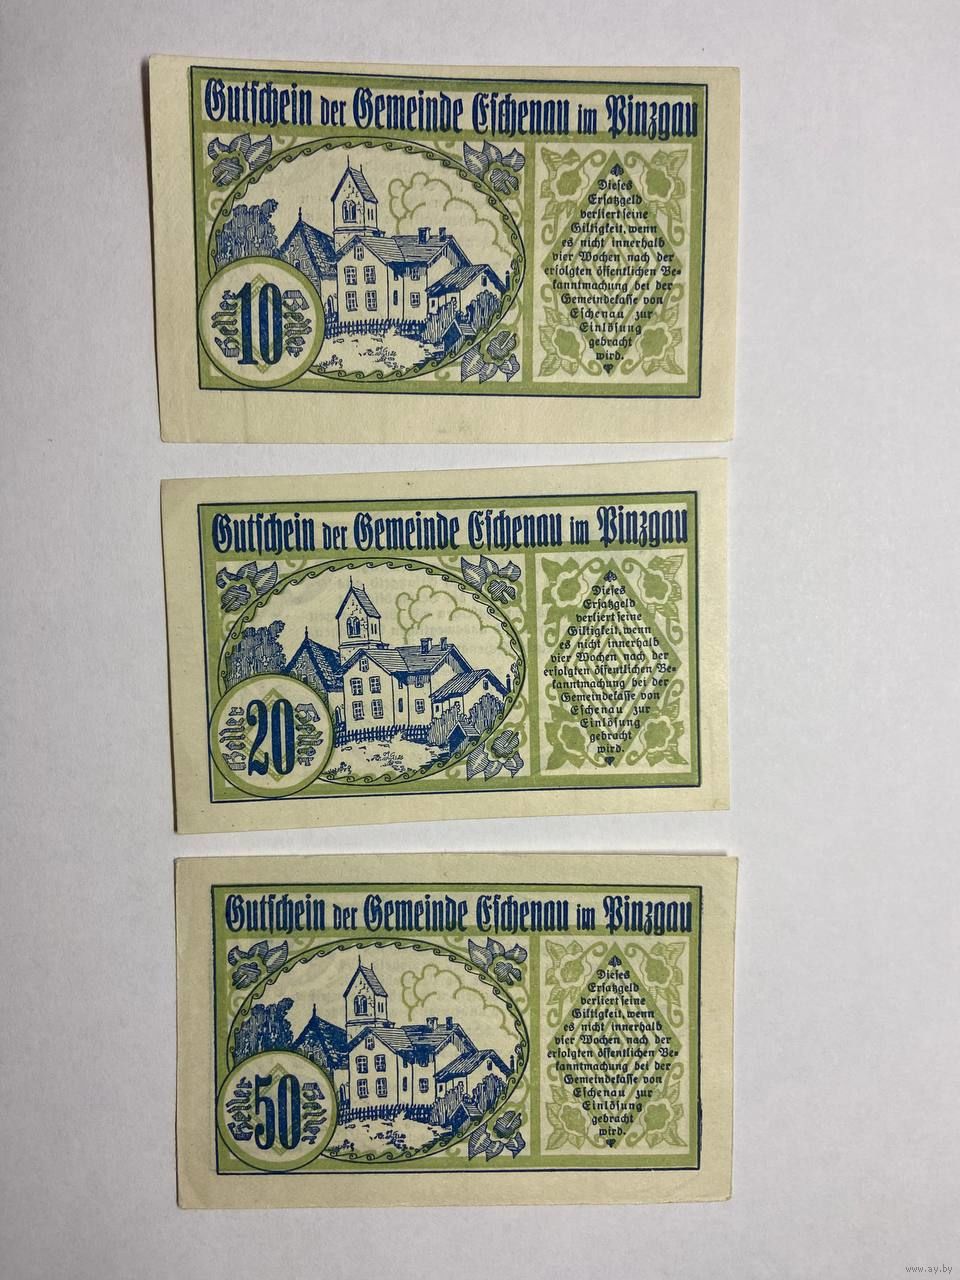 Gutschein der Gemeinde Eschenau im Pinzgau
Dieses
Ersatzgeld
verliert seine
Giltigkeit, wenn
es nicht innerhalb
vier Wochen nach der
erfolgten öffentlichen Be-
kanntmachung bei der
Gemeindekasse von
Eschenau zur
Einlösung
gebracht
wird.
Heller 10 Heller
Gutschein der Gemeinde Eschenau im Pinzgau
Dieses
Ersatzgeld
verliert seine
Giltigkeit, wenn
es nicht innerhalb
vier Wochen nach der
erfolgten öffentlichen Be-
kanntmachung bei der
Gemeindekasse von
Eschenau zur
Einlösung
gebracht
wird.
Heller 20 Heller
Gutschein der Gemeinde Eschenau im Pinzgau
Dieses
Ersatzgeld
verliert seine
Giltigkeit, wenn
es nicht innerhalb
vier Wochen nach der
erfolgten öffentlichen Be-
kanntmachung bei der
Gemeindekasse von
Eschenau zur
Einlösung
gebracht
wird.
Heller 50 Heller
www.ay.by